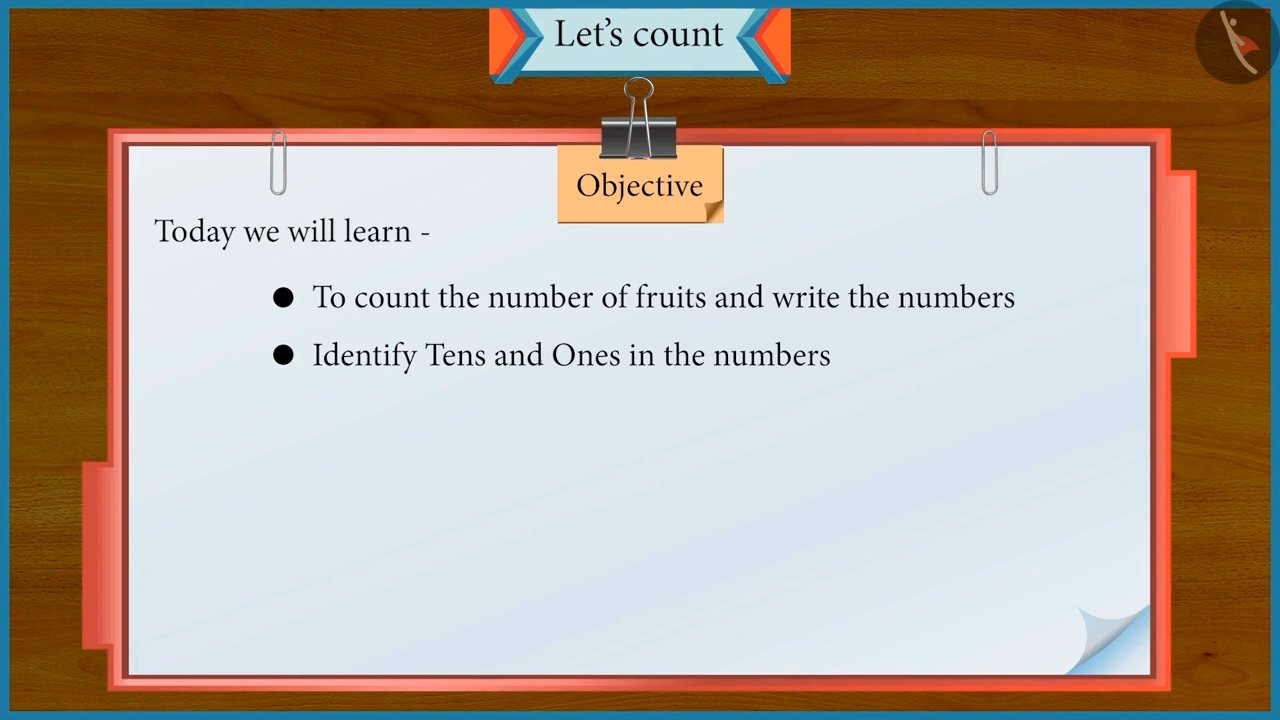 Let's count
Objective
Today we will learn -
● To count the number of fruits and write the numbers
● Identify Tens and Ones in the numbers